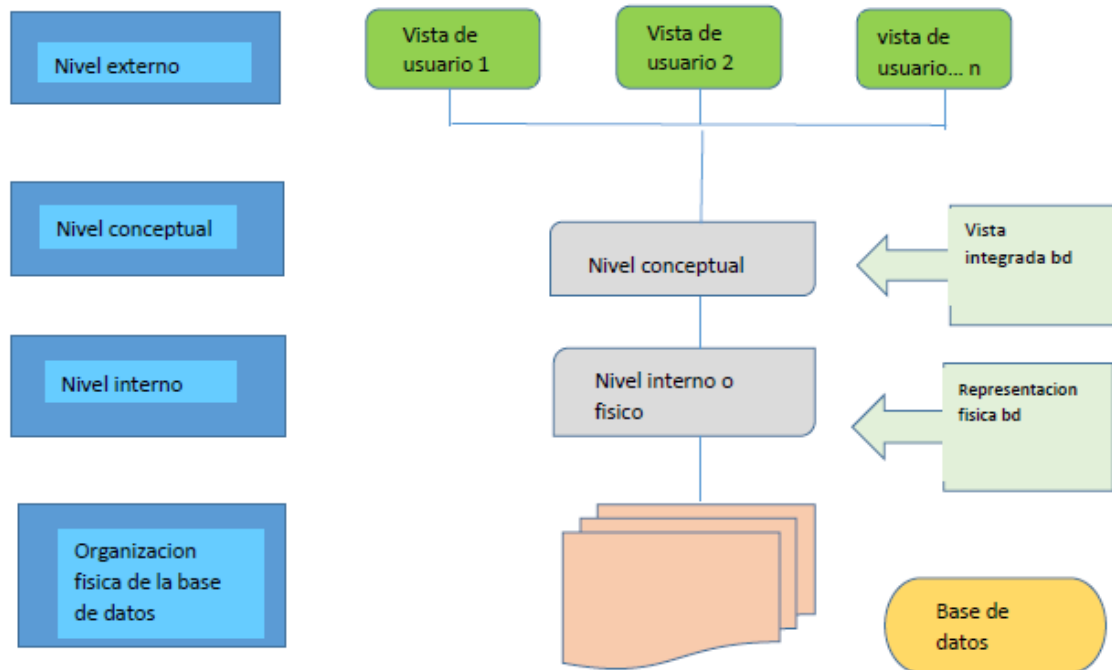 Nivel externo
Vista de
usuario 1
Vista de
usuario 2
vista de
usuario... n
Nivel conceptual
Nivel conceptual
Vista
integrada bd
Nivel interno
Nivel interno o
fisico
Representacion
fisica bd
Organizacion
fisica de la base
de datos
Base de
datos